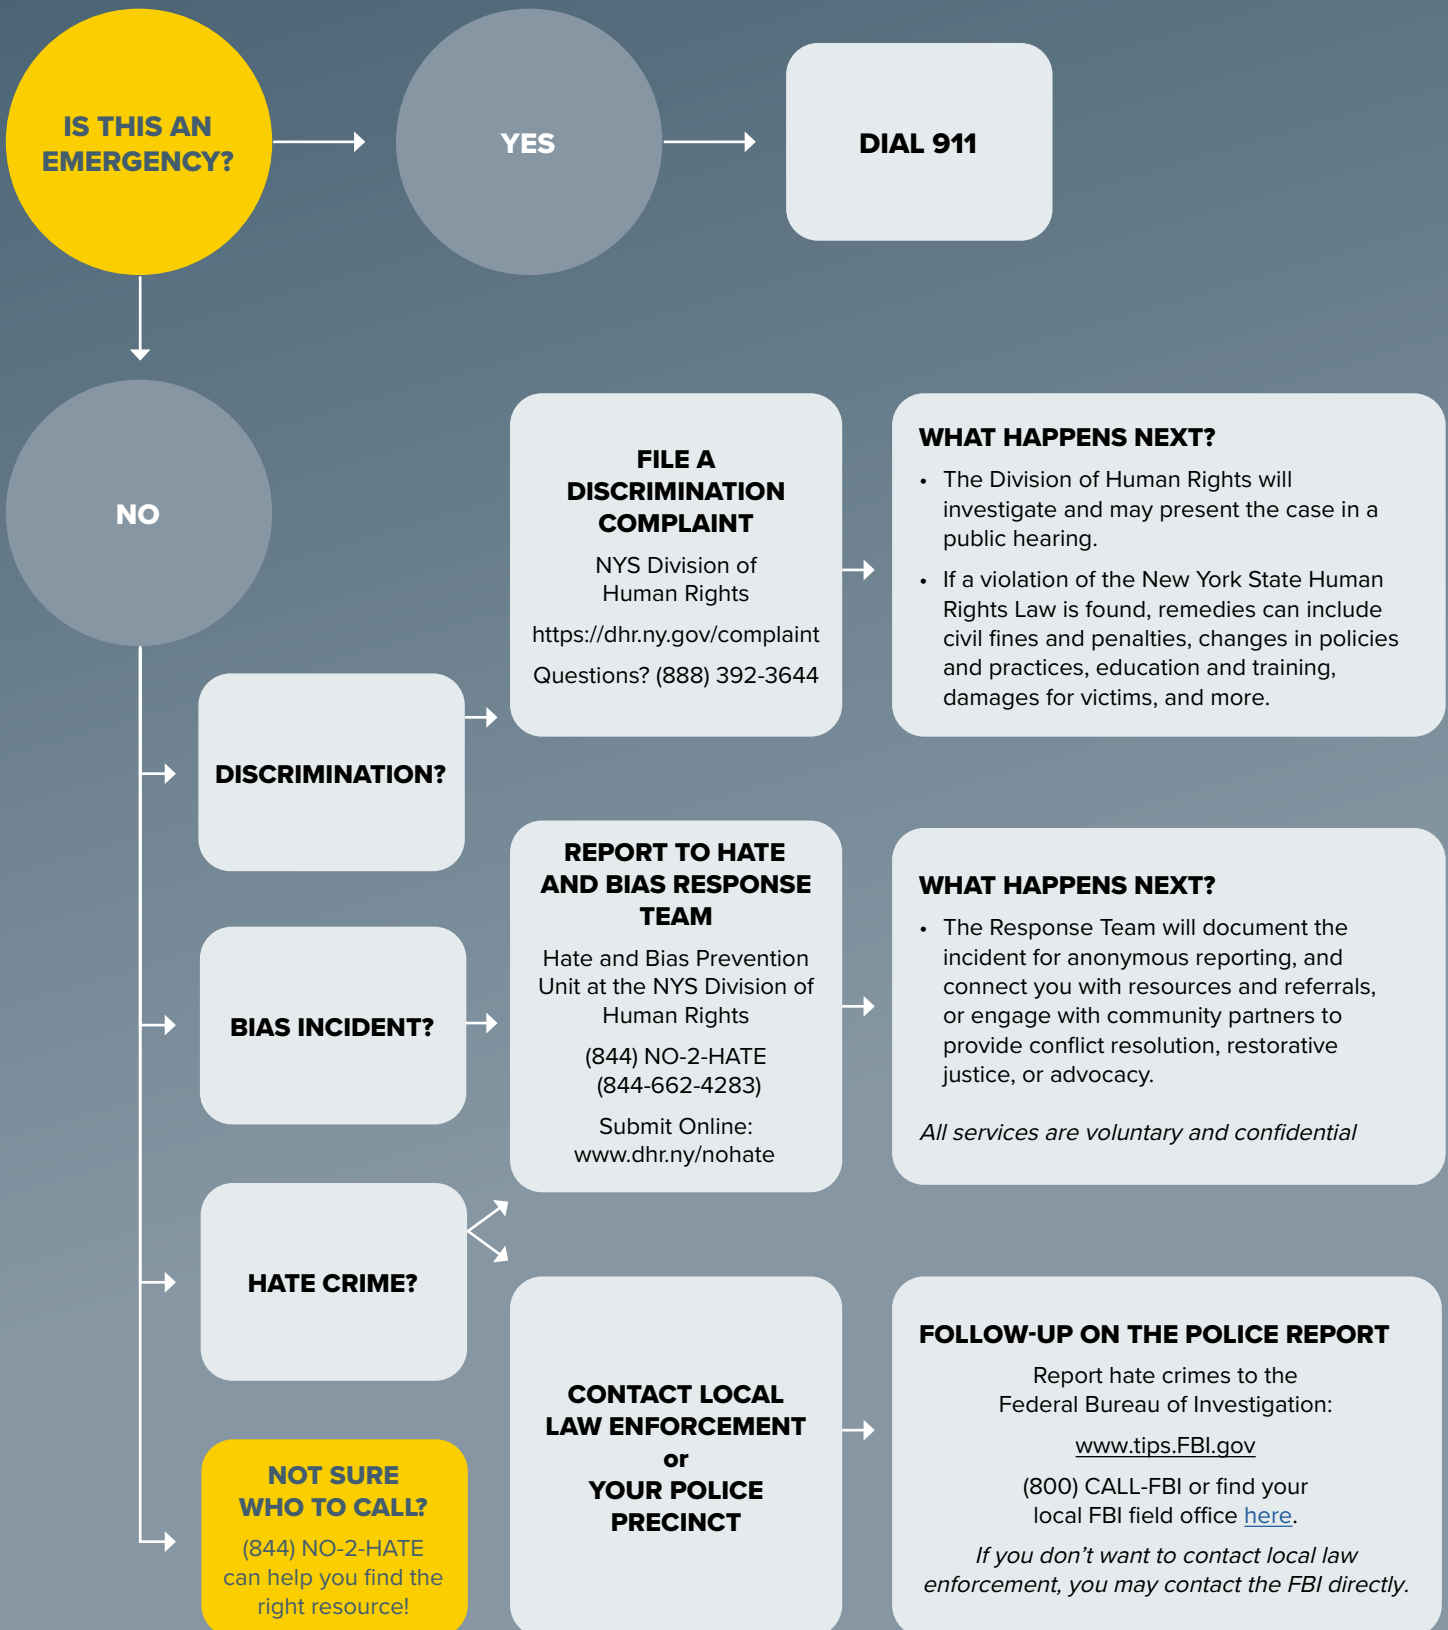 IS THIS AN
EMERGENCY?
YES
DIAL 911
NO
DISCRIMINATION?
FILE A
DISCRIMINATION
COMPLAINT
NYS Division of
Human Rights
https://dhr.ny.gov/complaint
Questions? (888) 392-3644
WHAT HAPPENS NEXT?
• The Division of Human Rights will
investigate and may present the case in a
public hearing.
• If a violation of the New York State Human
Rights Law is found, remedies can include
civil fines and penalties, changes in policies
and practices, education and training,
damages for victims, and more.
BIAS INCIDENT?
REPORT TO HATE
AND BIAS RESPONSE
TEAM
Hate and Bias Prevention
Unit at the NYS Division of
Human Rights
(844) NO-2-HATE
(844-662-4283)
Submit Online:
www.dhr.ny/nohate
WHAT HAPPENS NEXT?
• The Response Team will document the
incident for anonymous reporting, and
connect you with resources and referrals,
or engage with community partners to
provide conflict resolution, restorative
justice, or advocacy.
All services are voluntary and confidential
HATE CRIME?
CONTACT LOCAL
LAW ENFORCEMENT
or
YOUR POLICE
PRECINCT
FOLLOW-UP ON THE POLICE REPORT
Report hate crimes to the
Federal Bureau of Investigation:
www.tips.FBI.gov
(800) CALL-FBI or find your
local FBI field office here.
If you don't want to contact local law
enforcement, you may contact the FBI directly.
NOT SURE
WHO TO CALL?
(844) NO-2-HATE
can help you find the
right resource!